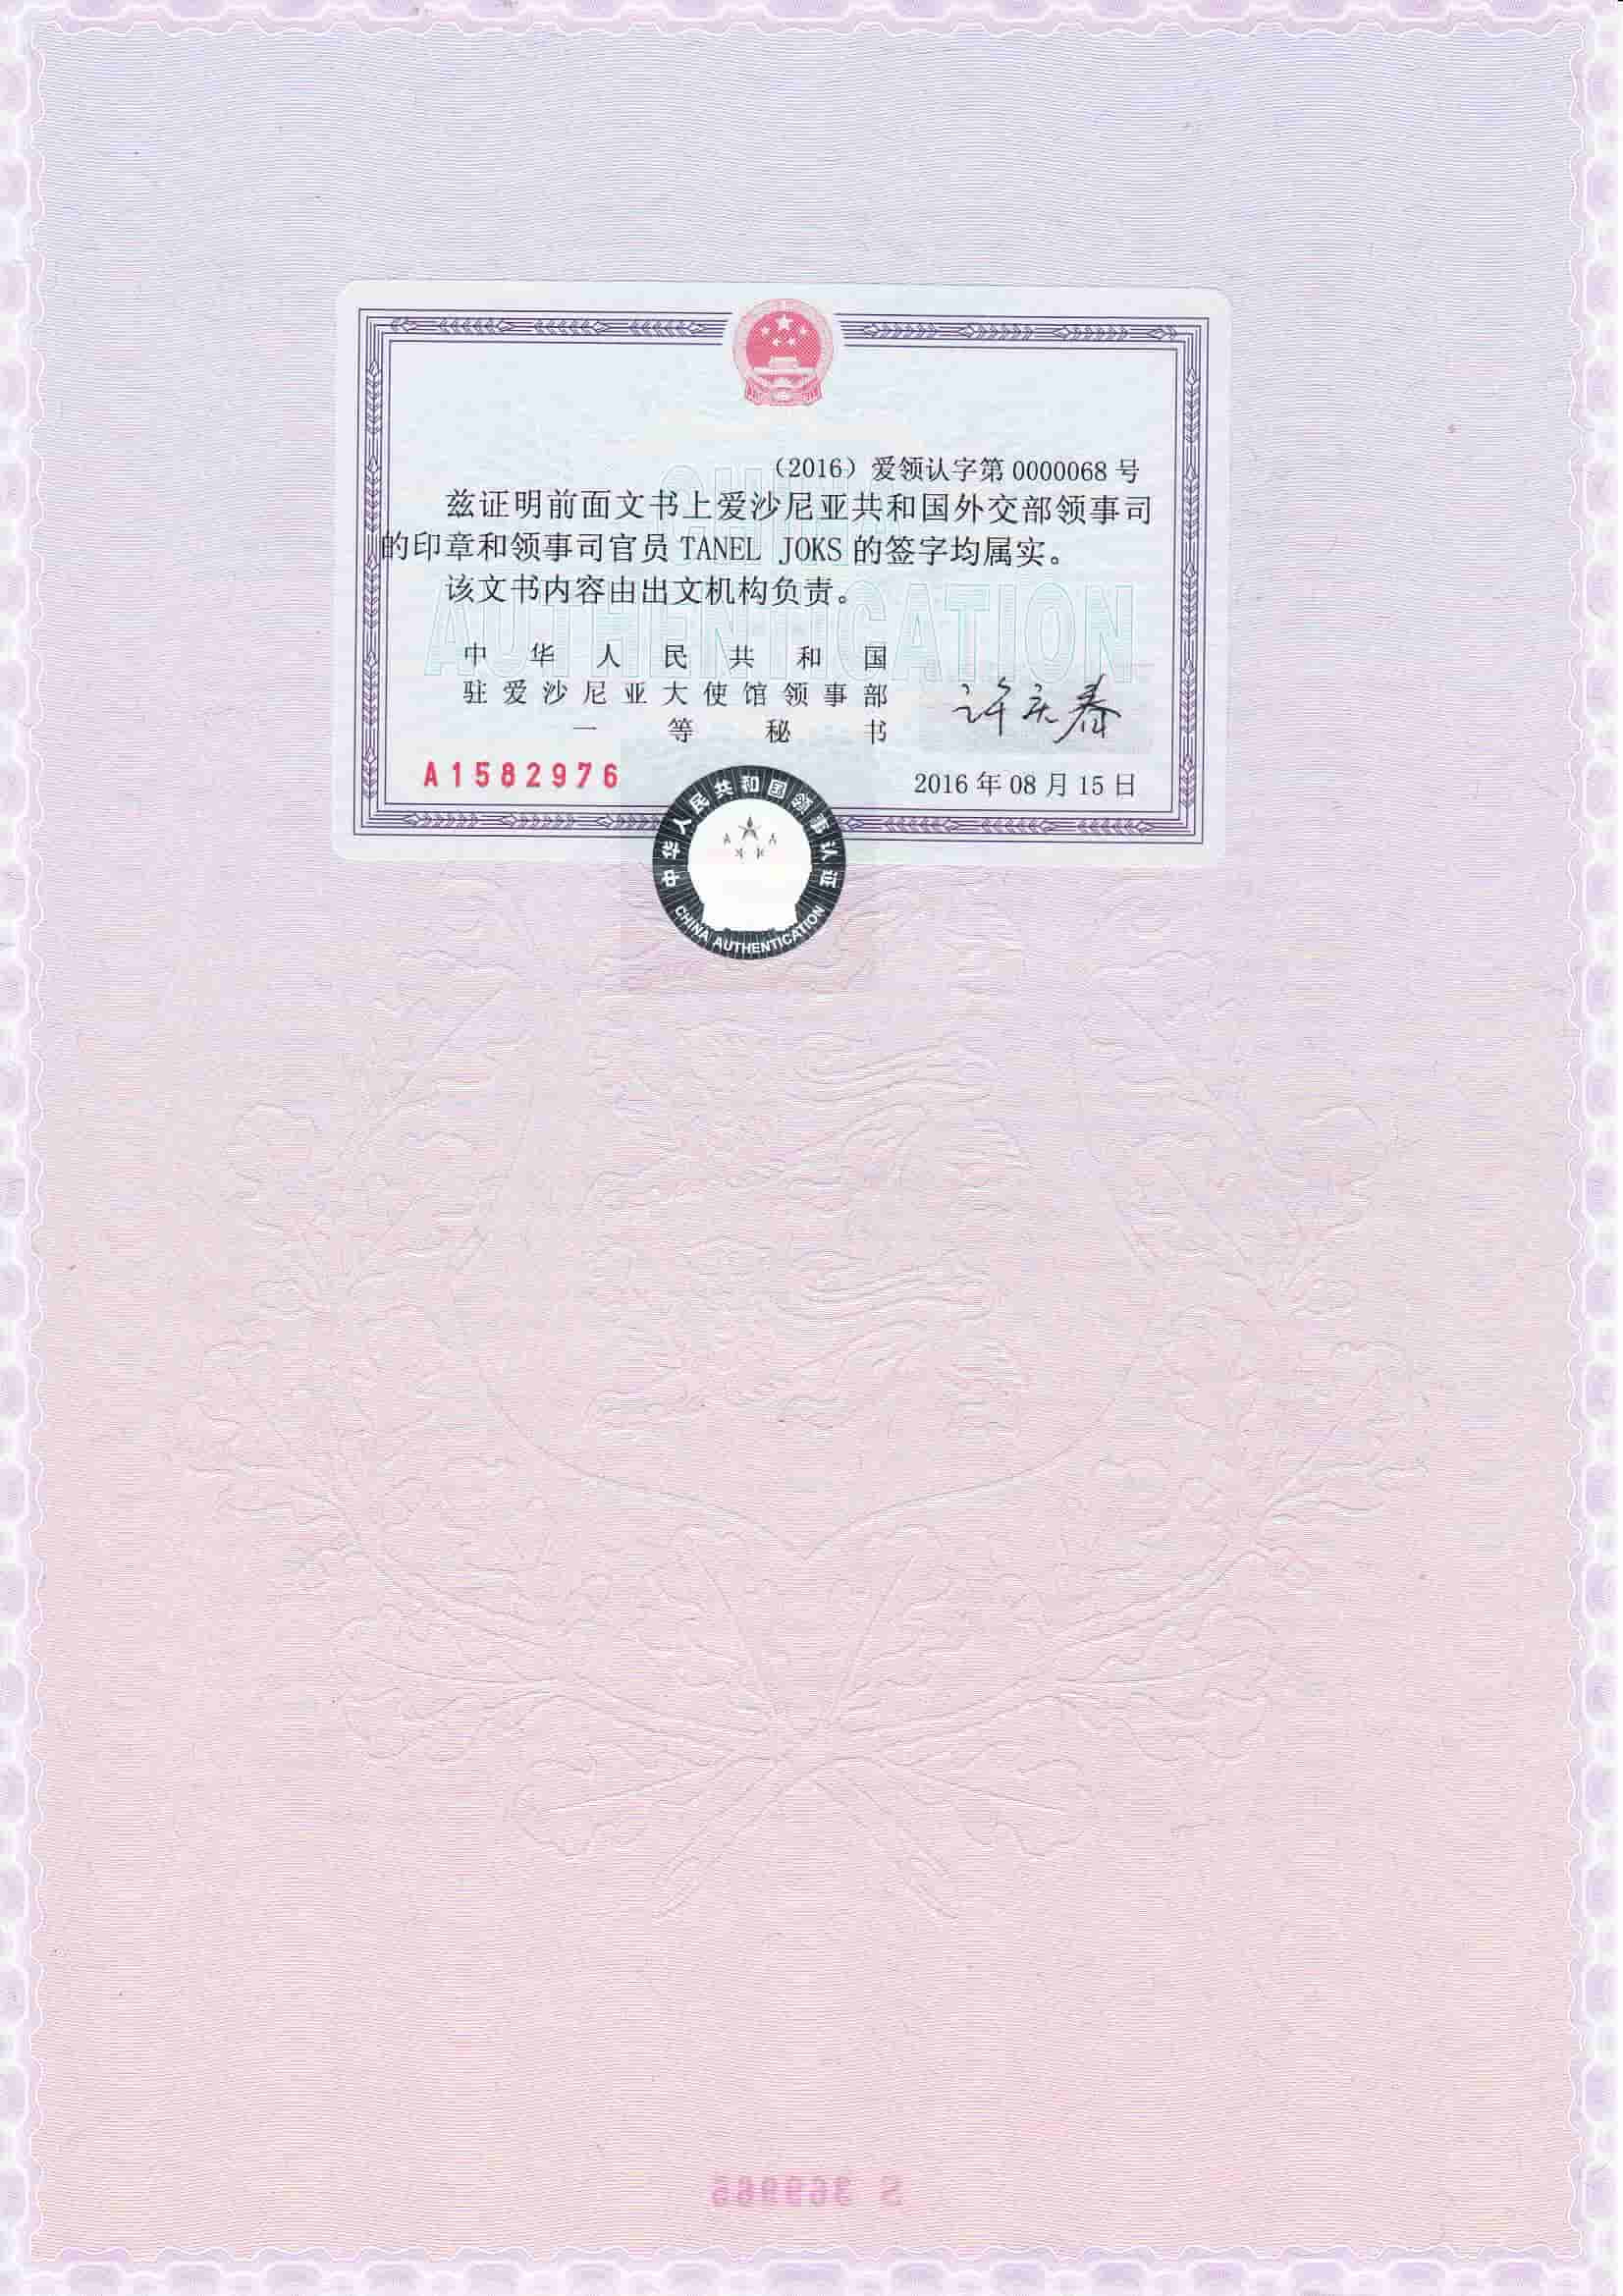 （2016）爱领认字第 0000068 号
兹证明前面文书上爱沙尼亚共和国外交部领事司
的印章和领事司官员 TANEL JOKS 的签字均属实。
该文书内容由出文机构负责。
CHINA
AUTHENTICATION
中华人民共和国
驻爱沙尼亚大使馆领事部
一等秘书
许庆春
A1582976
2016 年 08 月 15 日
中华人民共和国领事认证
CHINA AUTHENTICATION